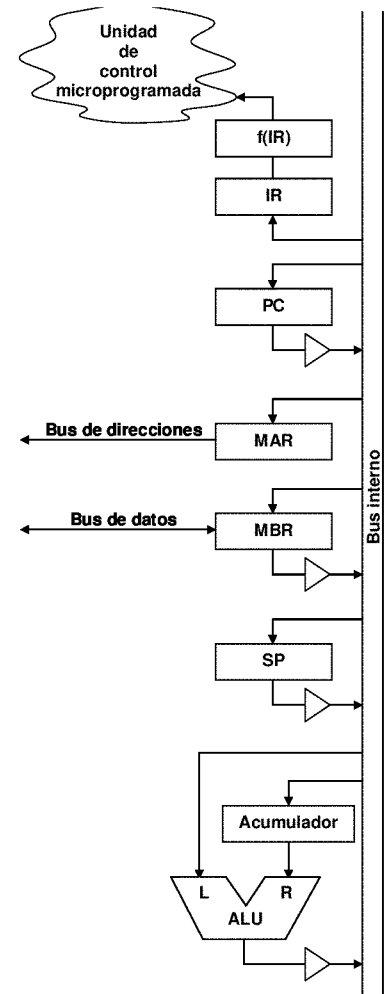 Unidad
de
control
microprogramada
f(IR)
IR
PC
Bus de direcciones
MAR
Bus interno
Bus de datos
MBR
SP
Acumulador
L
R
ALU